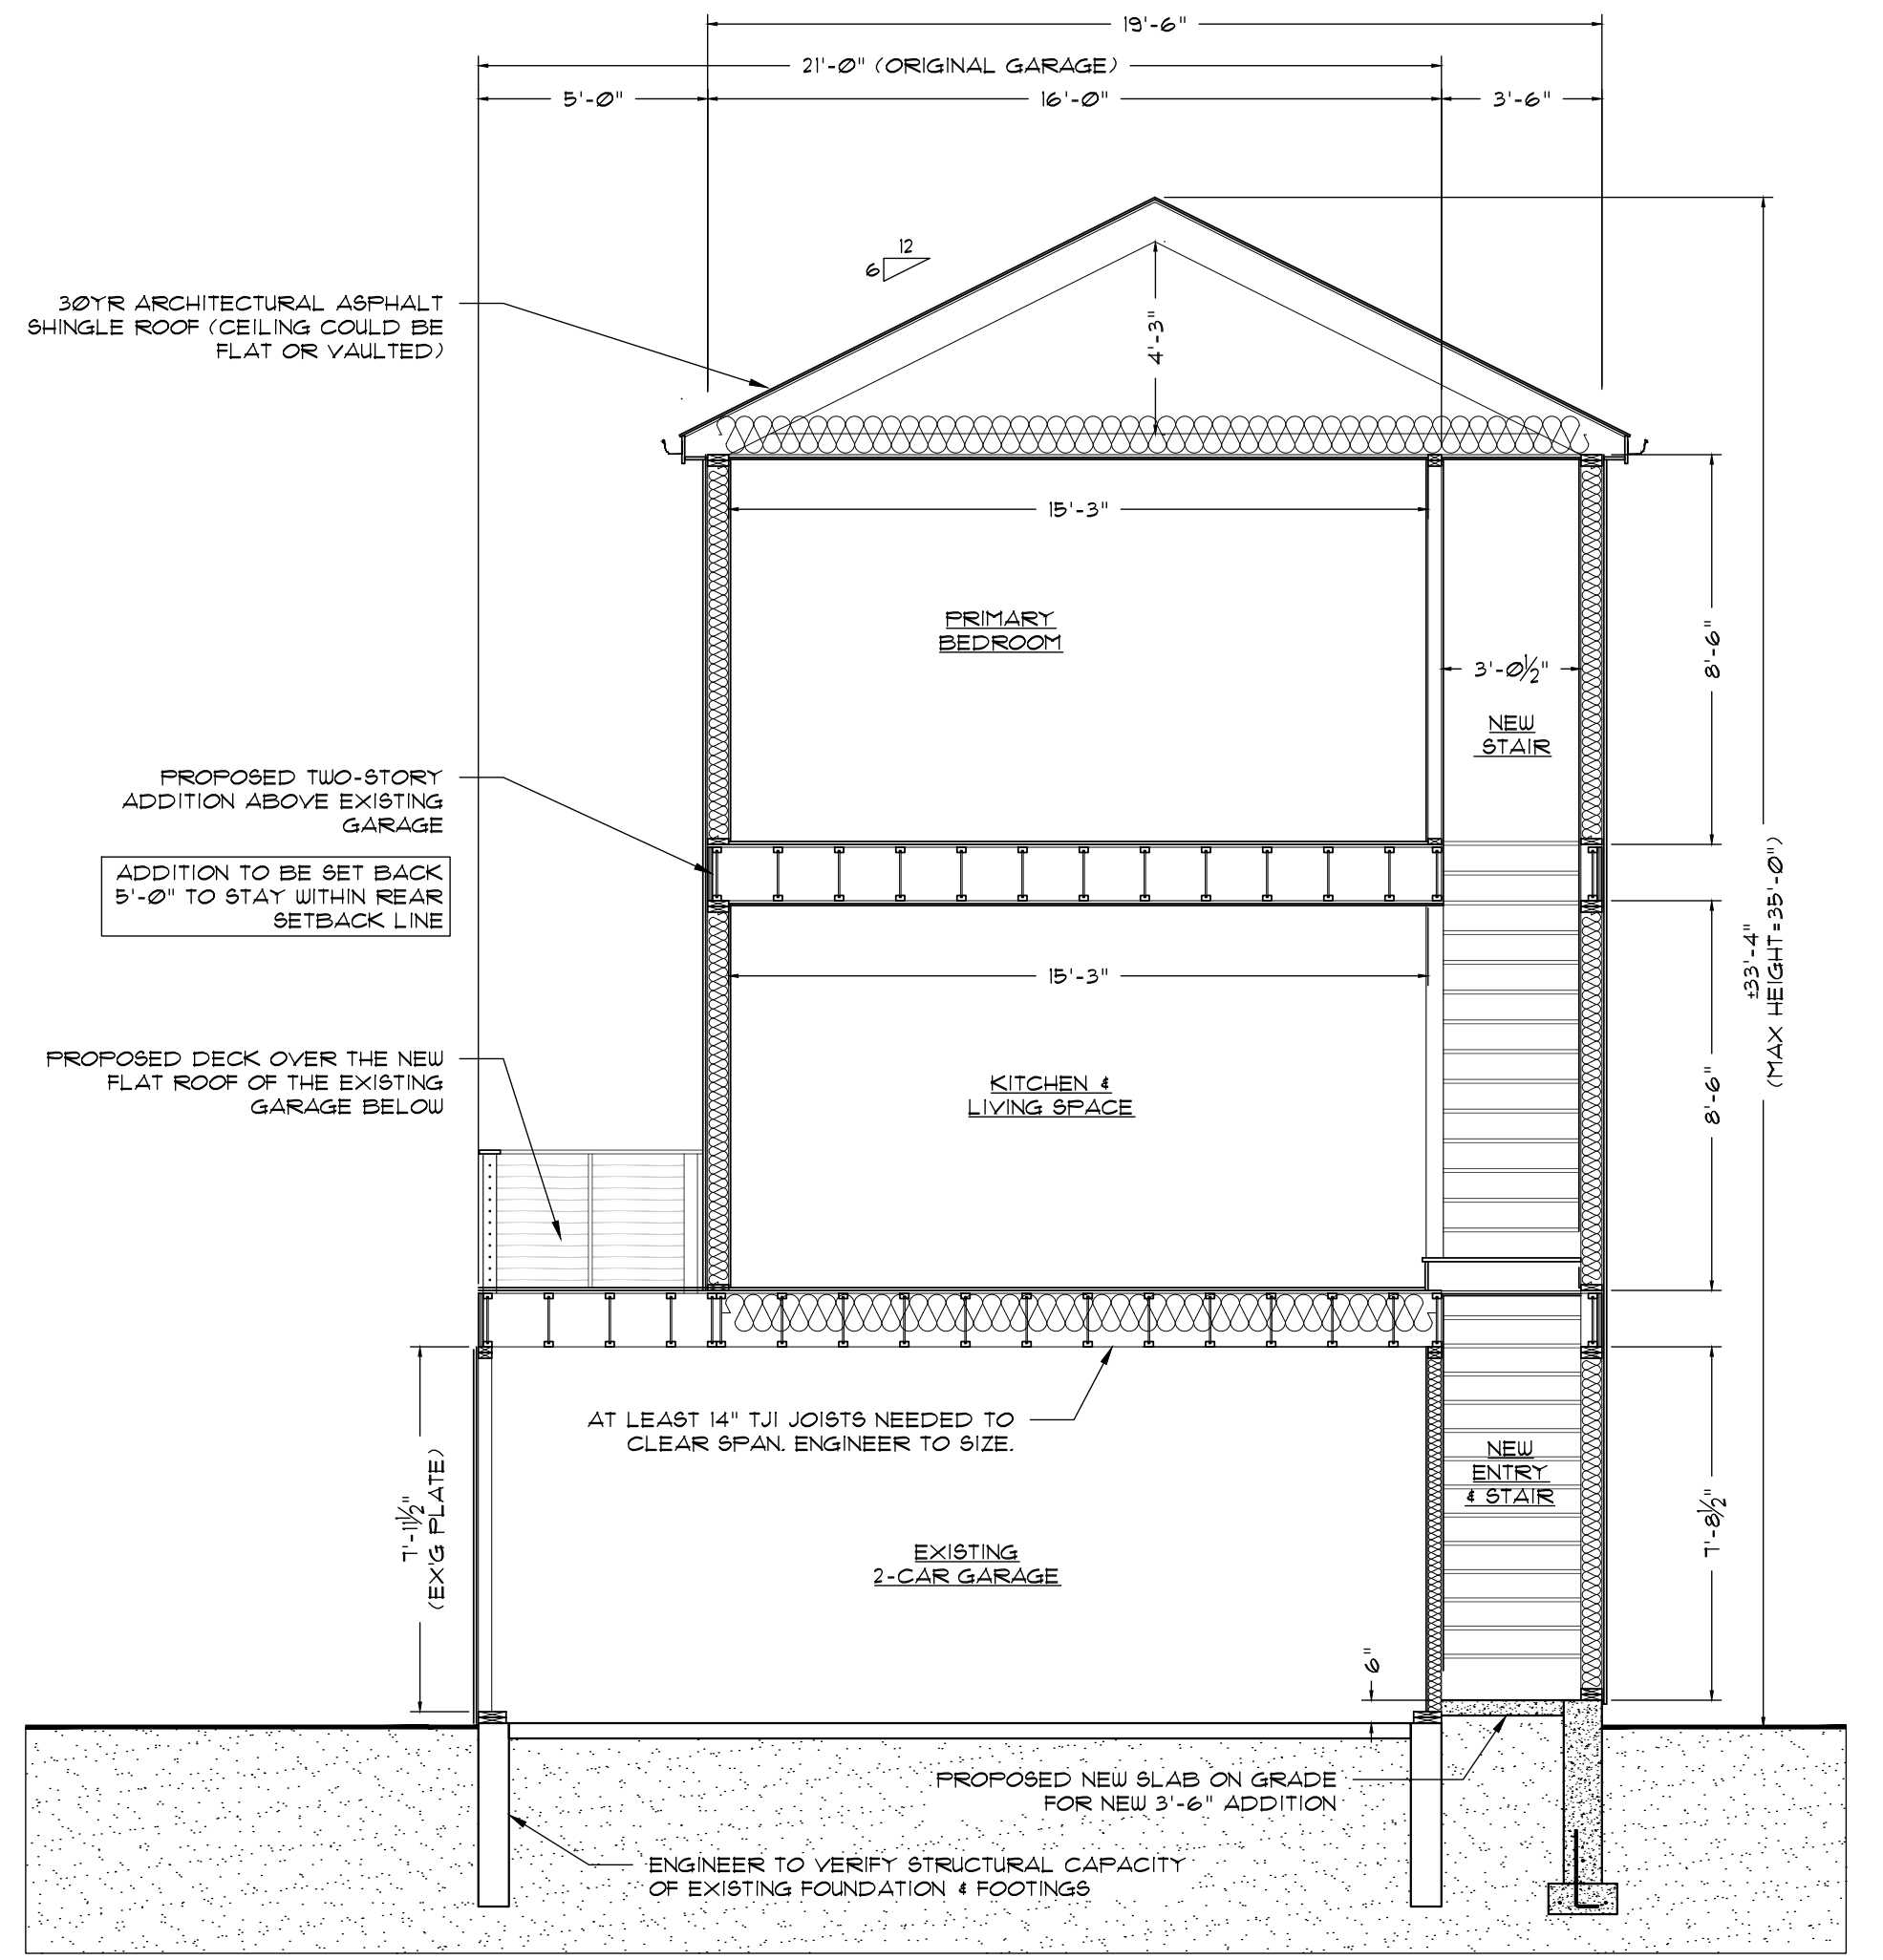 19'-6"
21'-0" (ORIGINAL GARAGE)
5'-0"
16'-0"
3'-6"
12
6
30YR ARCHITECTURAL ASPHALT
SHINGLE ROOF (CEILING COULD BE
FLAT OR VAULTED)
4'-3"
15'-3"
PRIMARY
BEDROOM
8'-6"
3'-0½"
NEW
STAIR
PROPOSED TWO-STORY
ADDITION ABOVE EXISTING
GARAGE
ADDITION TO BE SET BACK
5'-0" TO STAY WITHIN REAR
SETBACK LINE
±33'-4"
(MAX HEIGHT=35'-0")
15'-3"
PROPOSED DECK OVER THE NEW
FLAT ROOF OF THE EXISTING
GARAGE BELOW
KITCHEN &
LIVING SPACE
8'-6"
AT LEAST 14" TJI JOISTS NEEDED TO
CLEAR SPAN. ENGINEER TO SIZE.
7'-11½"
(EX'G PLATE)
NEW
ENTRY
& STAIR
7'-8½"
EXISTING
2-CAR GARAGE
6"
PROPOSED NEW SLAB ON GRADE
FOR NEW 3'-6" ADDITION
ENGINEER TO VERIFY STRUCTURAL CAPACITY
OF EXISTING FOUNDATION & FOOTINGS